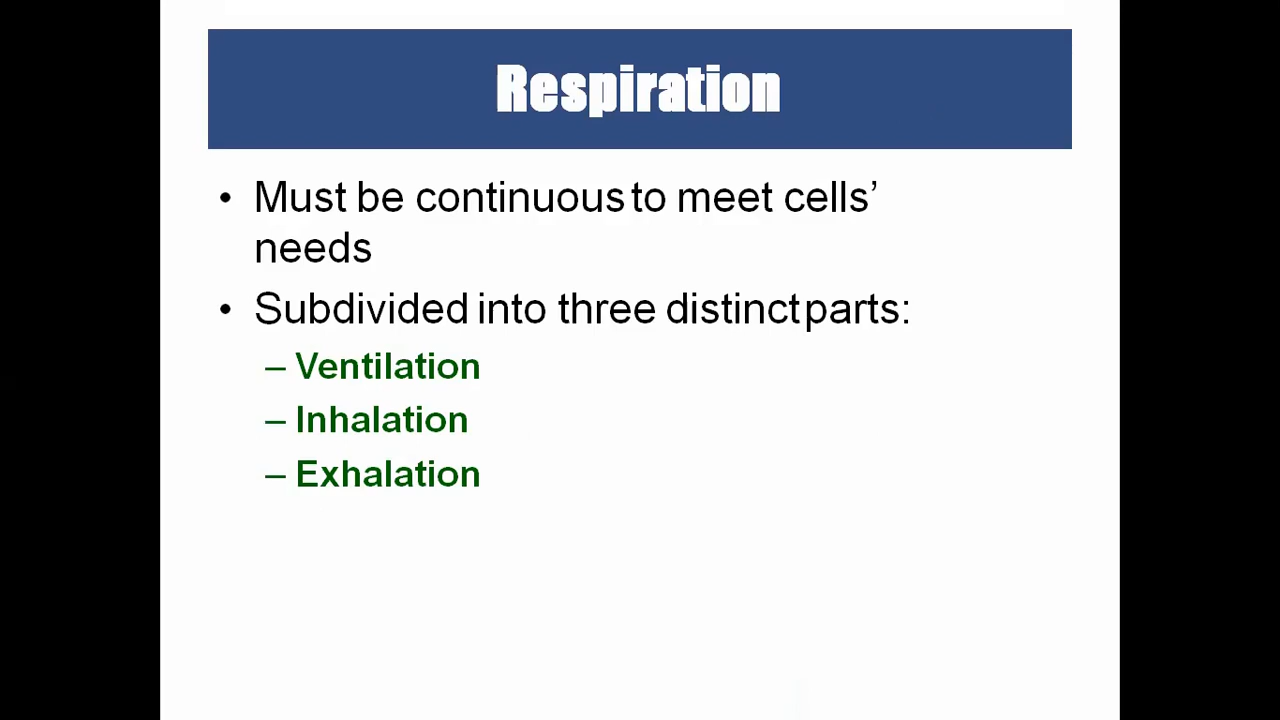 Respiration
• Must be continuous to meet cells’
needs
• Subdivided into three distinct parts:
– Ventilation
– Inhalation
– Exhalation